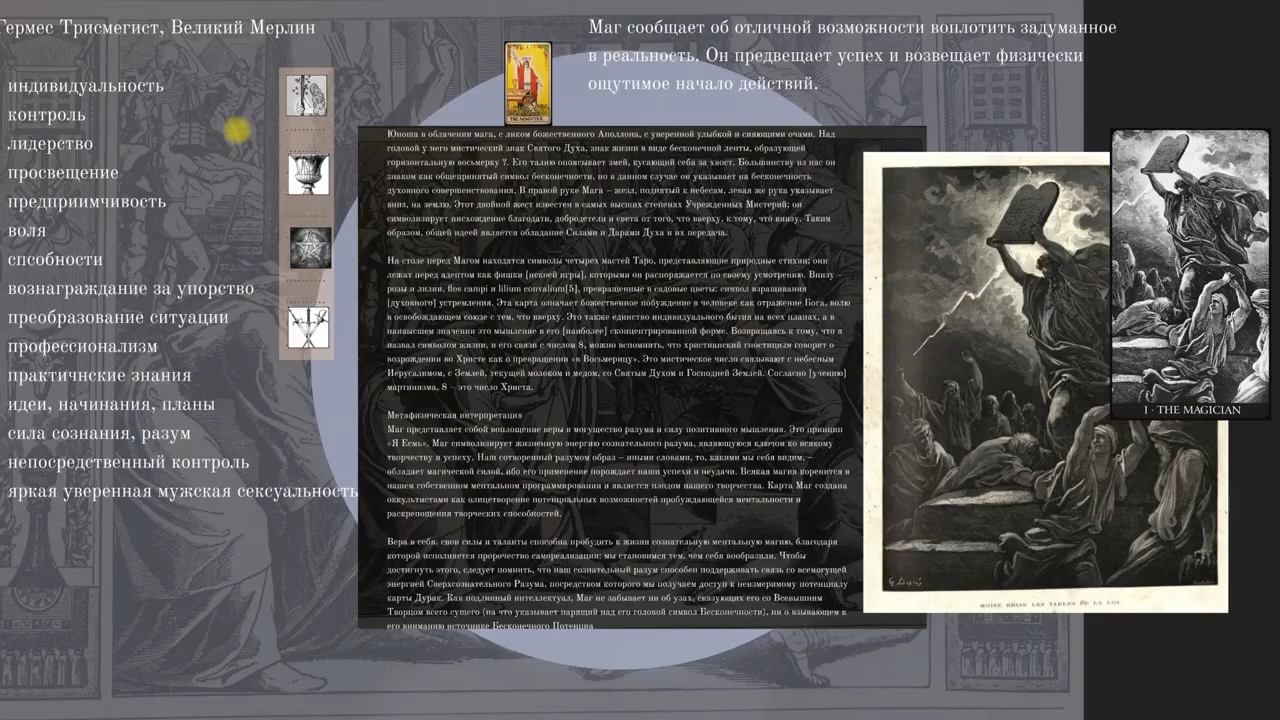 Гермес Трисмегист, Великий Мерлин
индивидуальность
контроль
лидерство
просвещение
предприимчивость
воля
спсобности
вознаграждание за упорство
преобразование ситуации
профессионализм
практичнские знания
идеи, начинания, планы
сила сознания, разум
непосредственный контроль
яркая уверенная мужская сексуальность
THE MAGICIAN
Маг сообщает об отличной возможности воплотить задуманное
в реальность. Он предвещает успех и возвещает физически
ощутимое начало действий.
Юноша в облачении мага, с ликом божественного Аполлона, с уверенной улыбкой и сияющими очами. Над
головой у него мистический знак Святого Духа, знак жизни в виде бесконечной ленты, образующей
горизонтальную восьмерку ?. Его талию опоясывает змей, кусающий себя за хвост. Большинству из нас он
знаком как общепринятый символ бесконечности, но в данном случае он указывает на бесконечность
духовного совершенствования. В правой руке Мага – жезл, поднятый к небесам, левая же рука указывает
вниз, на землю. Этот двойной жест известен в самых высших степенях Учрежденных Мистерий; он
символизирует нисхождение благодати, добродетели и света от того, что вверху, к тому, что внизу. Таким
образом, общей идеей является обладание Силами и Дарами Духа и их передача.
На столе перед Магом находятся символы четырех мастей Таро, представляющие природные стихии; они
лежат перед адептом как фишки [некоей игры], которыми он распоряжается по своему усмотрению. Внизу –
розы и лилии, flos campi и lilium convalium[5], превращенные в садовые цветы: символ взращивания
[духовного] устремления. Эта карта означает божественное побуждение в человеке как отражение Бога, волю
в освобождающем союзе с тем, что вверху. Это также единство индивидуального бытия на всех планах, а в
наивысшем значении это мышление в его [наиболее] сконцентрированной форме. Возвращаясь к тому, что я
назвал символом жизни, и его связи с числом 8, можно вспомнить, что христианский гностицизм говорит о
возрождении во Христе как о превращении «в Восьмерицу». Это мистическое число связывают с небесным
Иерусалимом, с Землей, текущей молоком и медом, со Святым Духом и Господней Землей. Согласно [учению]
мартинизма, 8 – это число Христа.
Метафизическая интерпретация
Маг представляет собой воплощение веры в могущество разума и силу позитивного мышления. Это принцип
«Я Есмь». Маг символизирует жизненную энергию сознательного разума, являющуюся ключом ко всякому
творчеству и успеху. Наш сотворенный разумом образ – иными словами, то, какими мы себя видим, –
обладает магической силой, ибо его применение порождает наши успехи и неудачи. Всякая магия коренится в
нашем собственном ментальном программировании и является плодом нашего творчества. Карта Маг создана
оккультистами как олицетворение потенциальных возможностей пробуждающейся ментальности и
раскрепощения творческих способностей.
Вера в себя, свои силы и таланты способна пробудить к жизни сознательную ментальную магию, благодаря
которой исполняется пророчество самореализации: мы становимся тем, чем себя вообразили. Чтобы
достигнуть этого, следует помнить, что наш сознательный разум способен поддерживать связь со всемогущей
энергией Сверхсознательного Разума, посредством которого мы получаем доступ к неизмеримому потенциалу
карты Дурак. Как подлинный интеллектуал, Маг не забывает ни об узах, связующих его со Всевышним
Творцом всего сущего (на что указывает парящий над его головой символ Бесконечности), ни о взывающем к
его вниманию источнике Бесконечного Потенциа
I · THE MAGICIAN
G Doré
MOISE BRISE LES TABLES DE LA LOI